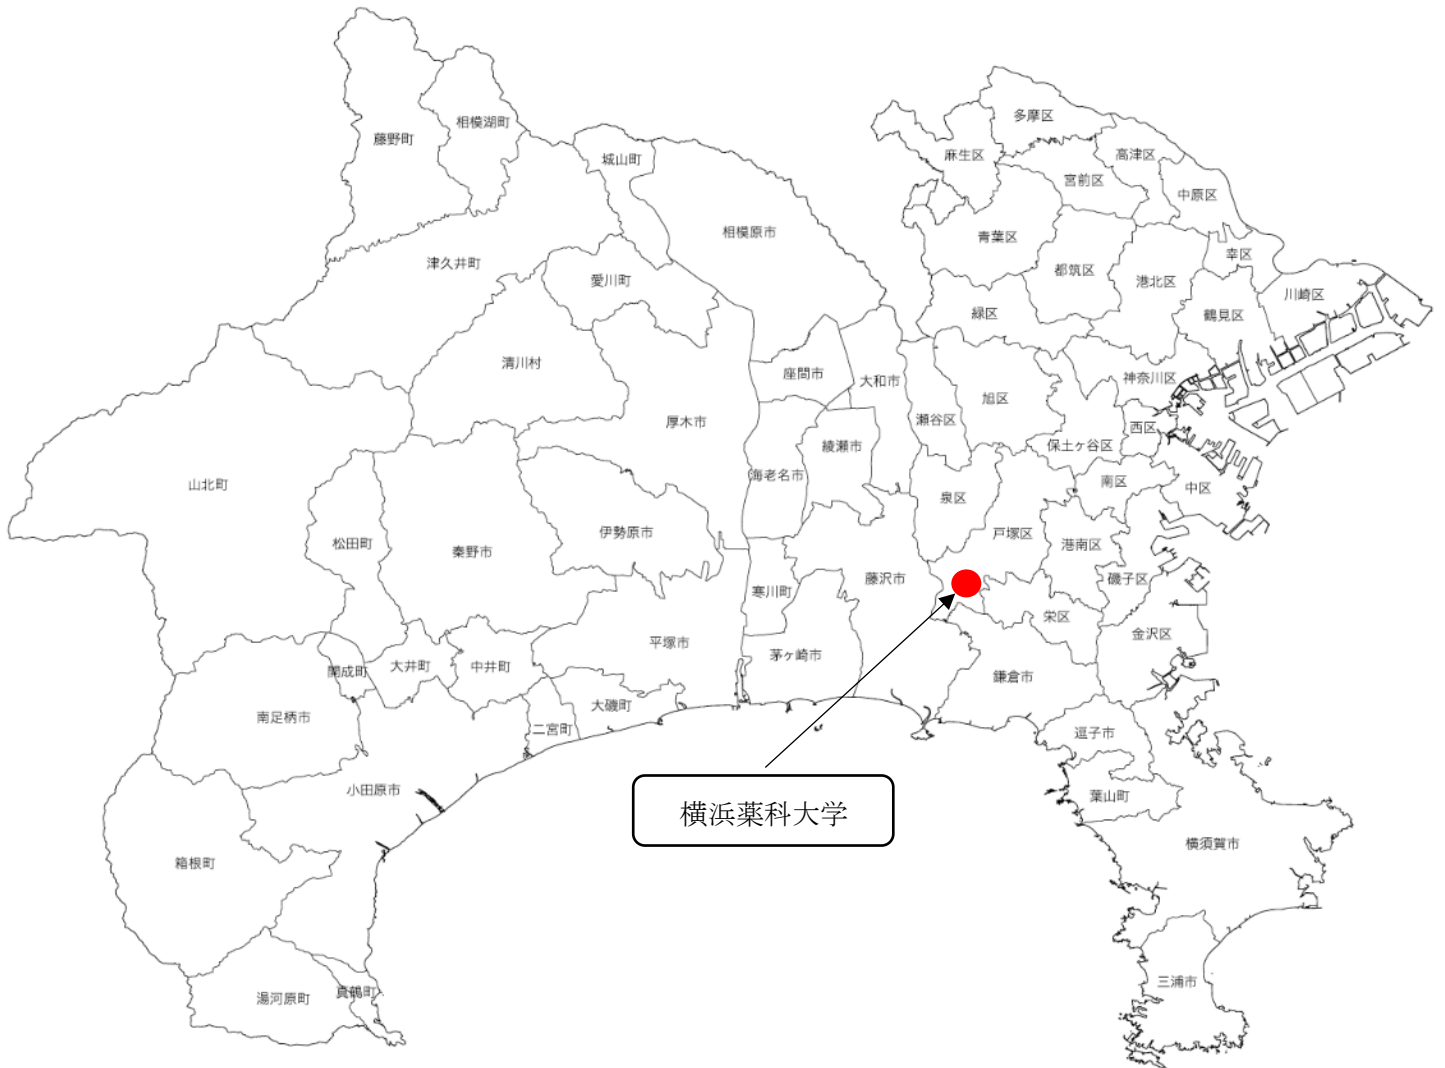 多摩区
相模湖町
藤野町
城山町
麻生区
高津区
宮前区
中原区
相模原市
青葉区
幸区
津久井町
都筑区
愛川町
港北区
川崎区
緑区
鶴見区
清川村
座間市
大和市
神奈川区
旭区
厚木市
瀬谷区
西区
綾瀬市
保土ヶ谷区
海老名市
南区
山北町
中区
泉区
伊勢原市
戸塚区
松田町
港南区
秦野市
藤沢市
磯子区
寒川町
栄区
金沢区
平塚市
茅ヶ崎市
大井町
中井町
開成町
鎌倉市
大磯町
南足柄市
二宮町
逗子市
小田原市
葉山町
横浜薬科大学
横須賀市
箱根町
三浦市
真鶴町
湯河原町